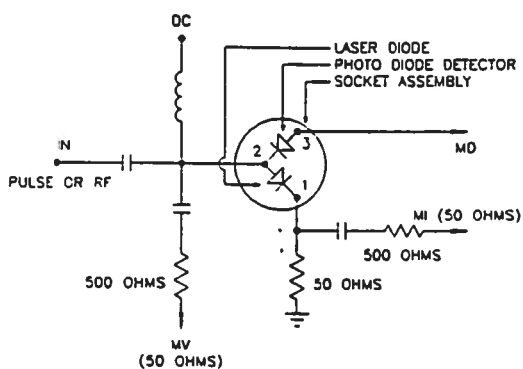 DC
LASER DIODE
PHOTO DIODE DETECTOR
SOCKET ASSEMBLY
IN
2
3
MD
PULSE OR RF
1
MI (50 OHMS)
500 OHMS
500 OHMS
50 OHMS
MV
(50 OHMS)